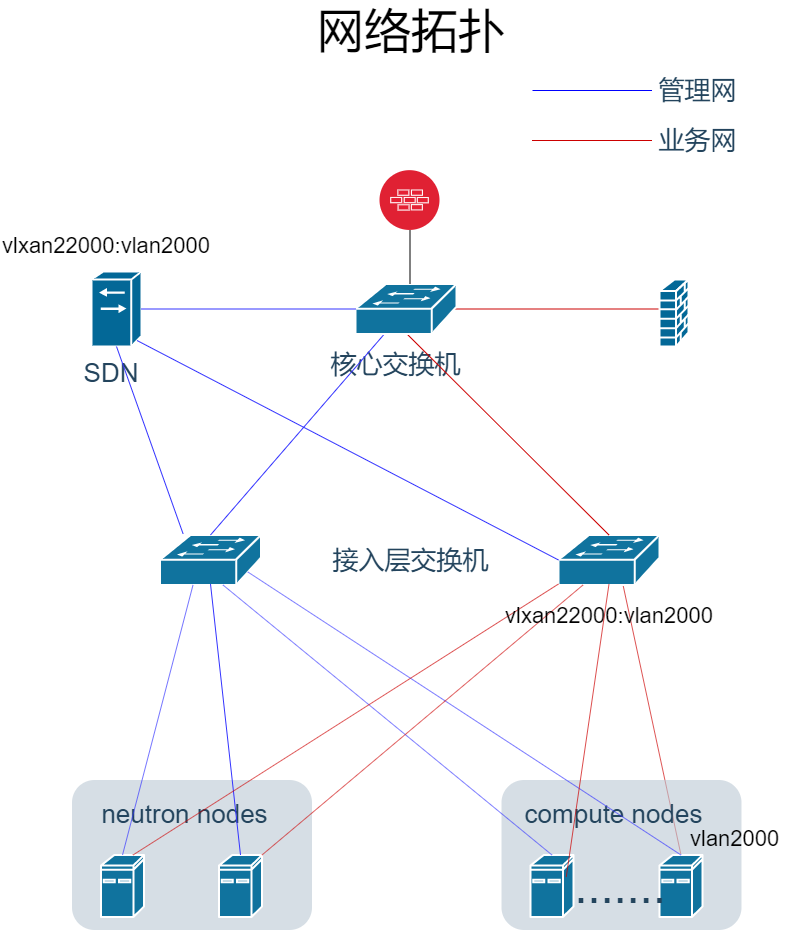 网络拓扑
管理网
业务网
vlxan22000:vlan2000
SDN
核心交换机
接入层交换机
vlxan22000:vlan2000
neutron nodes
compute nodes
vlan2000
.......